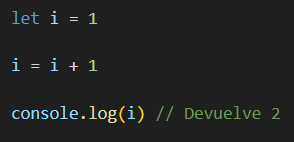 let i = 1
i = i + 1
console.log(i) // Devuelve 2